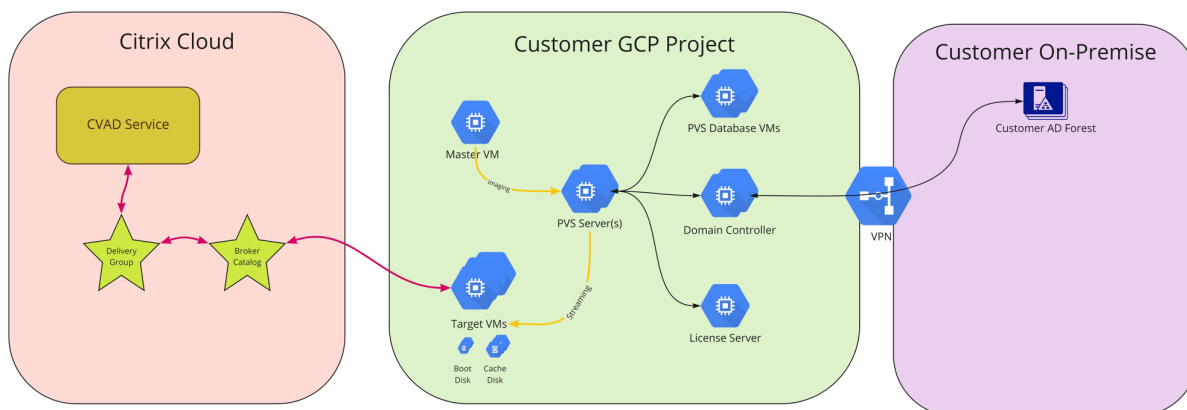 Citrix Cloud
CVAD Service
Delivery
Group
Broker
Catalog
Customer GCP Project
Master VM
Imaging
PVS Server(s)
Streaming
Target VMs
Boot
Disk
Cache
Disk
PVS Database VMs
Domain Controller
License Server
VPN
Customer On-Premise
Customer AD Forest